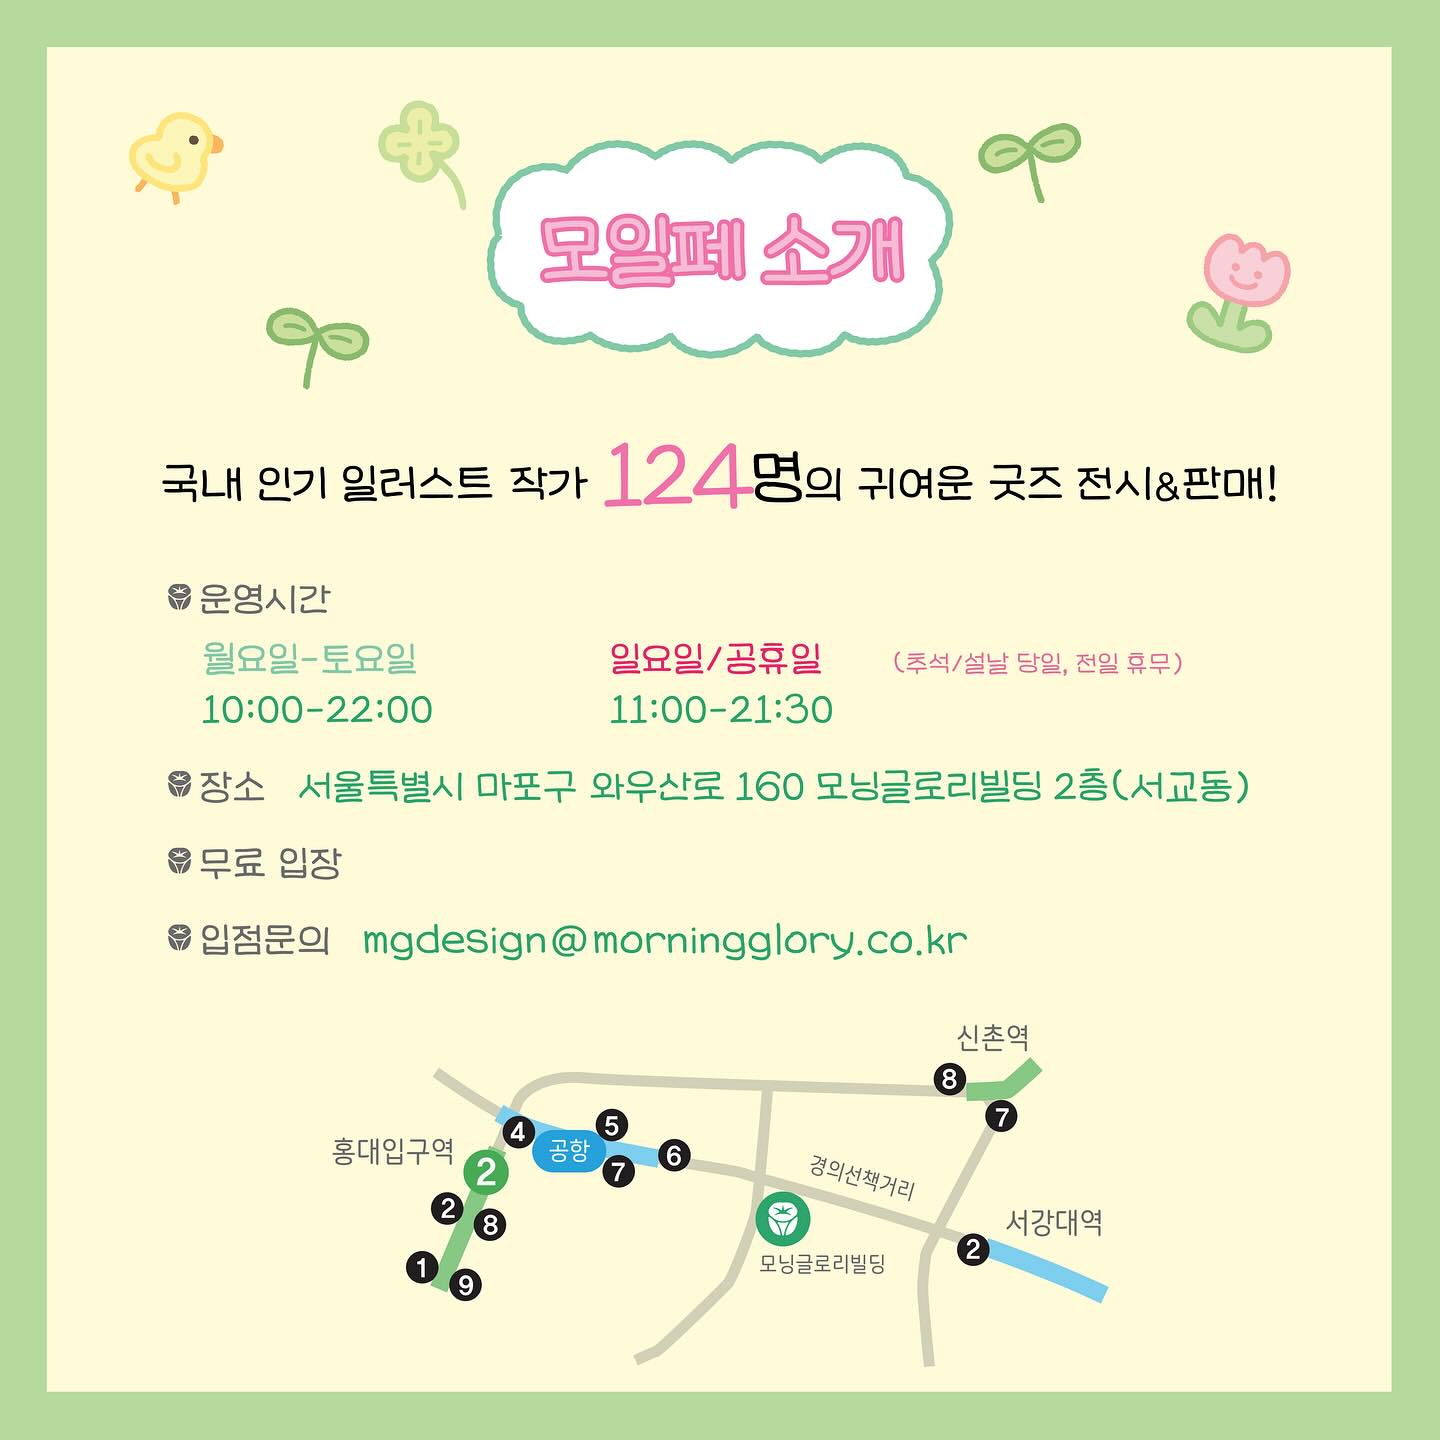 모일페 소개
국내 인기 일러스트 작가 124명의 귀여운 굿즈 전시&판매!
운영시간
월요일-토요일 일요일/공휴일 (추석/설날 당일, 전일 휴무)
10:00-22:00 11:00-21:30
장소 서울특별시 마포구 와우산로 160 모닝글로리빌딩 2층(서교동)
무료 입장
입점문의 mgdesign@morningglory.co.kr
신촌역
8
7
4
5
공항
6
7
홍대입구역
2
2
8
1
9
경의선책거리
모닝글로리빌딩
서강대역
2